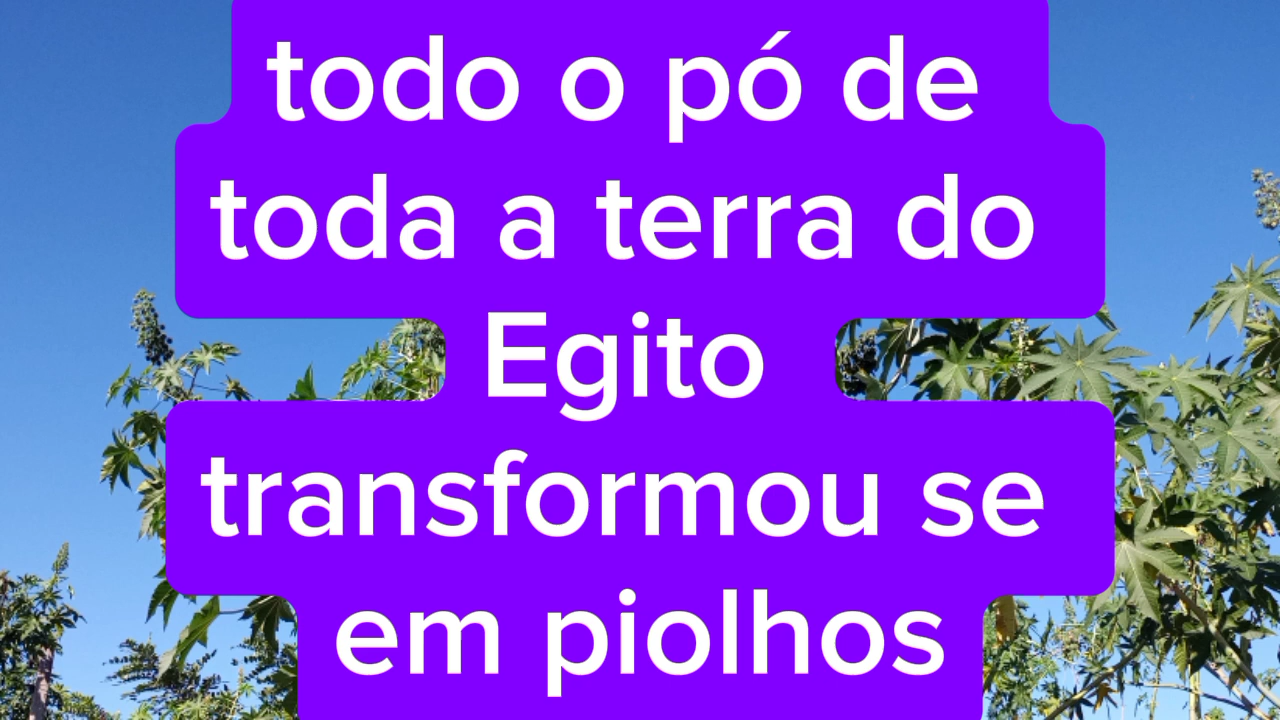 todo o pó de
toda a terra do
Egito
transformou se
em piolhos